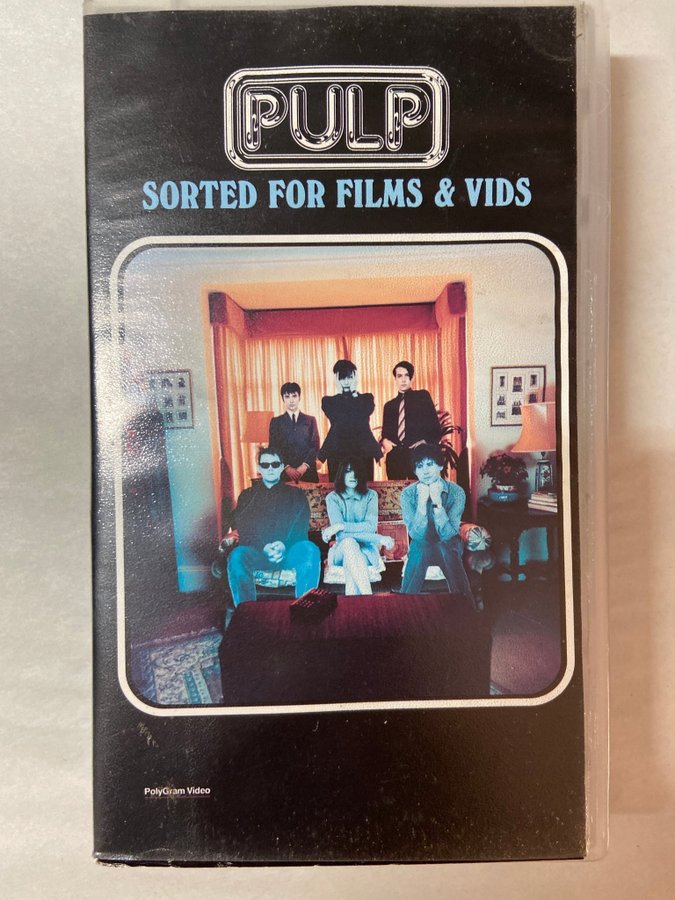 PULP
SORTED FOR FILMS & VIDS
PolyGram Video